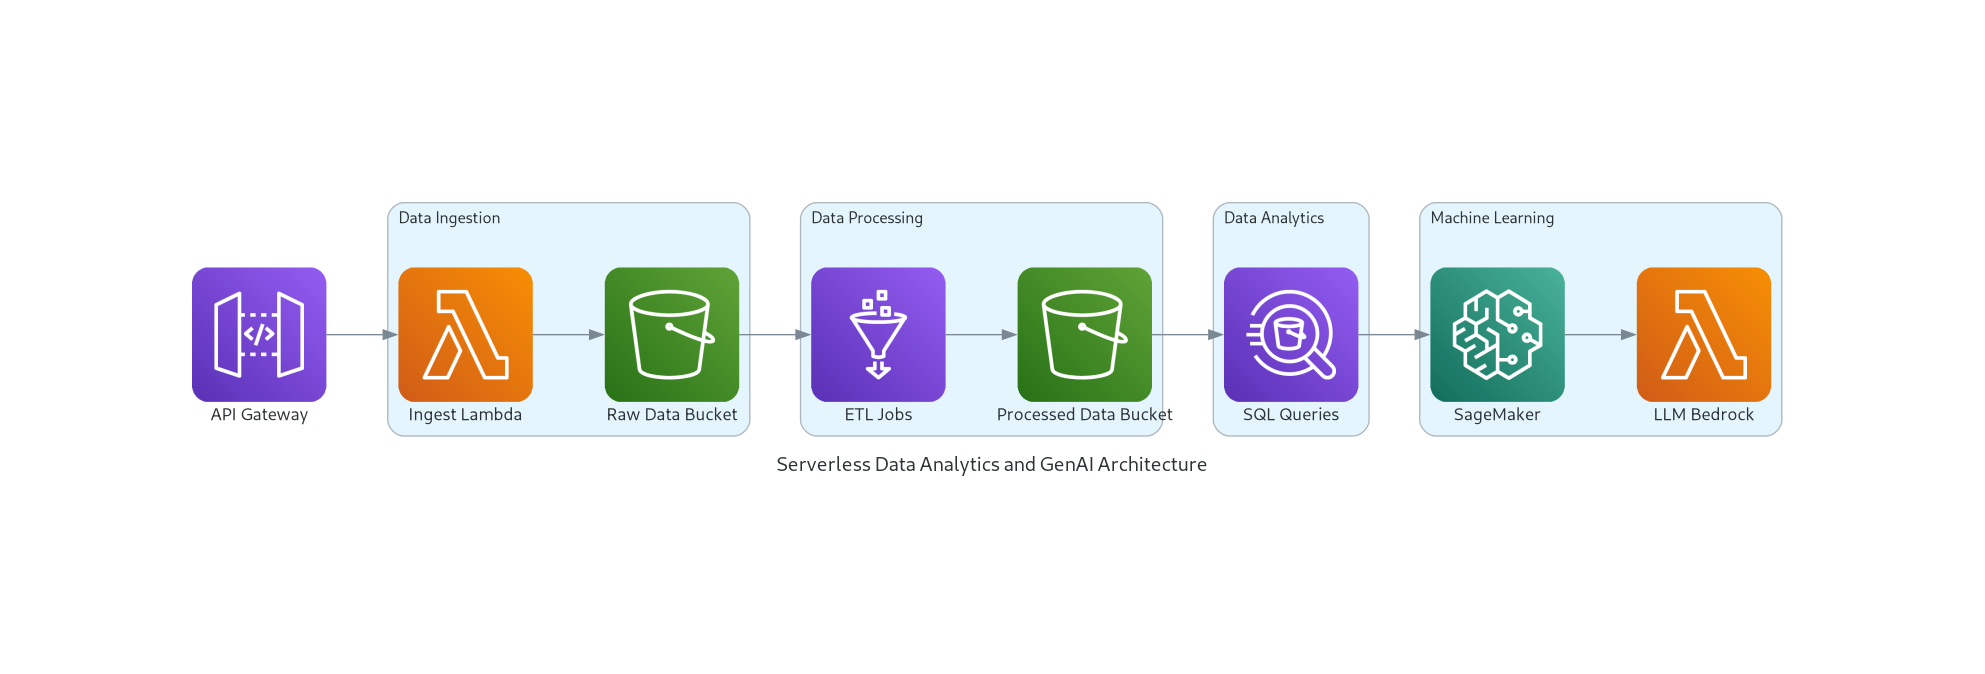 Data Ingestion
Data Processing
Data Analytics
Machine Learning
</>
API Gateway
Ingest Lambda
Raw Data Bucket
ETL Jobs
Processed Data Bucket
SQL Queries
SageMaker
LLM Bedrock
Serverless Data Analytics and GenAI Architecture